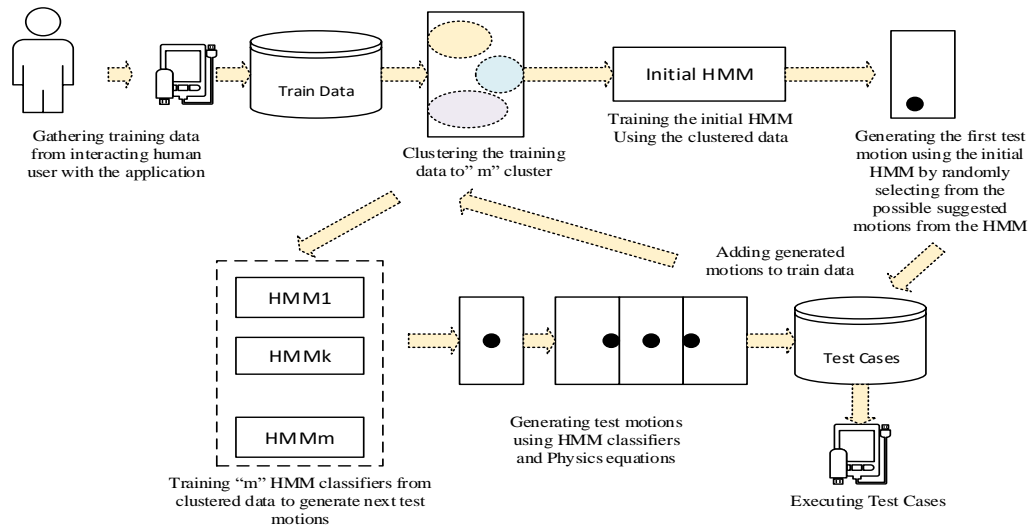 Train Data
Initial HMM
Gathering training data
from interacting human
user with the application
Clustering the training
data to” m” cluster
Training the initial HMM
Using the clustered data
Generating the first test
motion using the initial
HMM by randomly
selecting from the
possible suggested
motions from the HMM
Adding generated
motions to train data
HMM1
HMMk
HMMm
Test Cases
Generating test motions
using HMM classifiers
and Physics equations
Training “m” HMM classifiers from
clustered data to generate next test
motions
Executing Test Cases